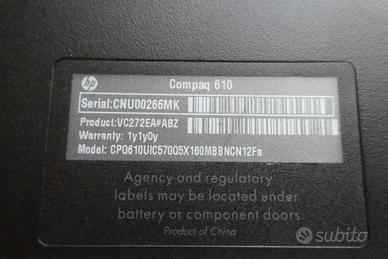 hp
Compaq 610
Serial:CNU00266MK
Product:VC272EA#ABZ
Warranty: 1y1y0y
Model: CPQ610UIC570Q5X160MBBNCN12Fa
Agency and regulatory
labels may be located under
battery or component doors
Product of China
subito